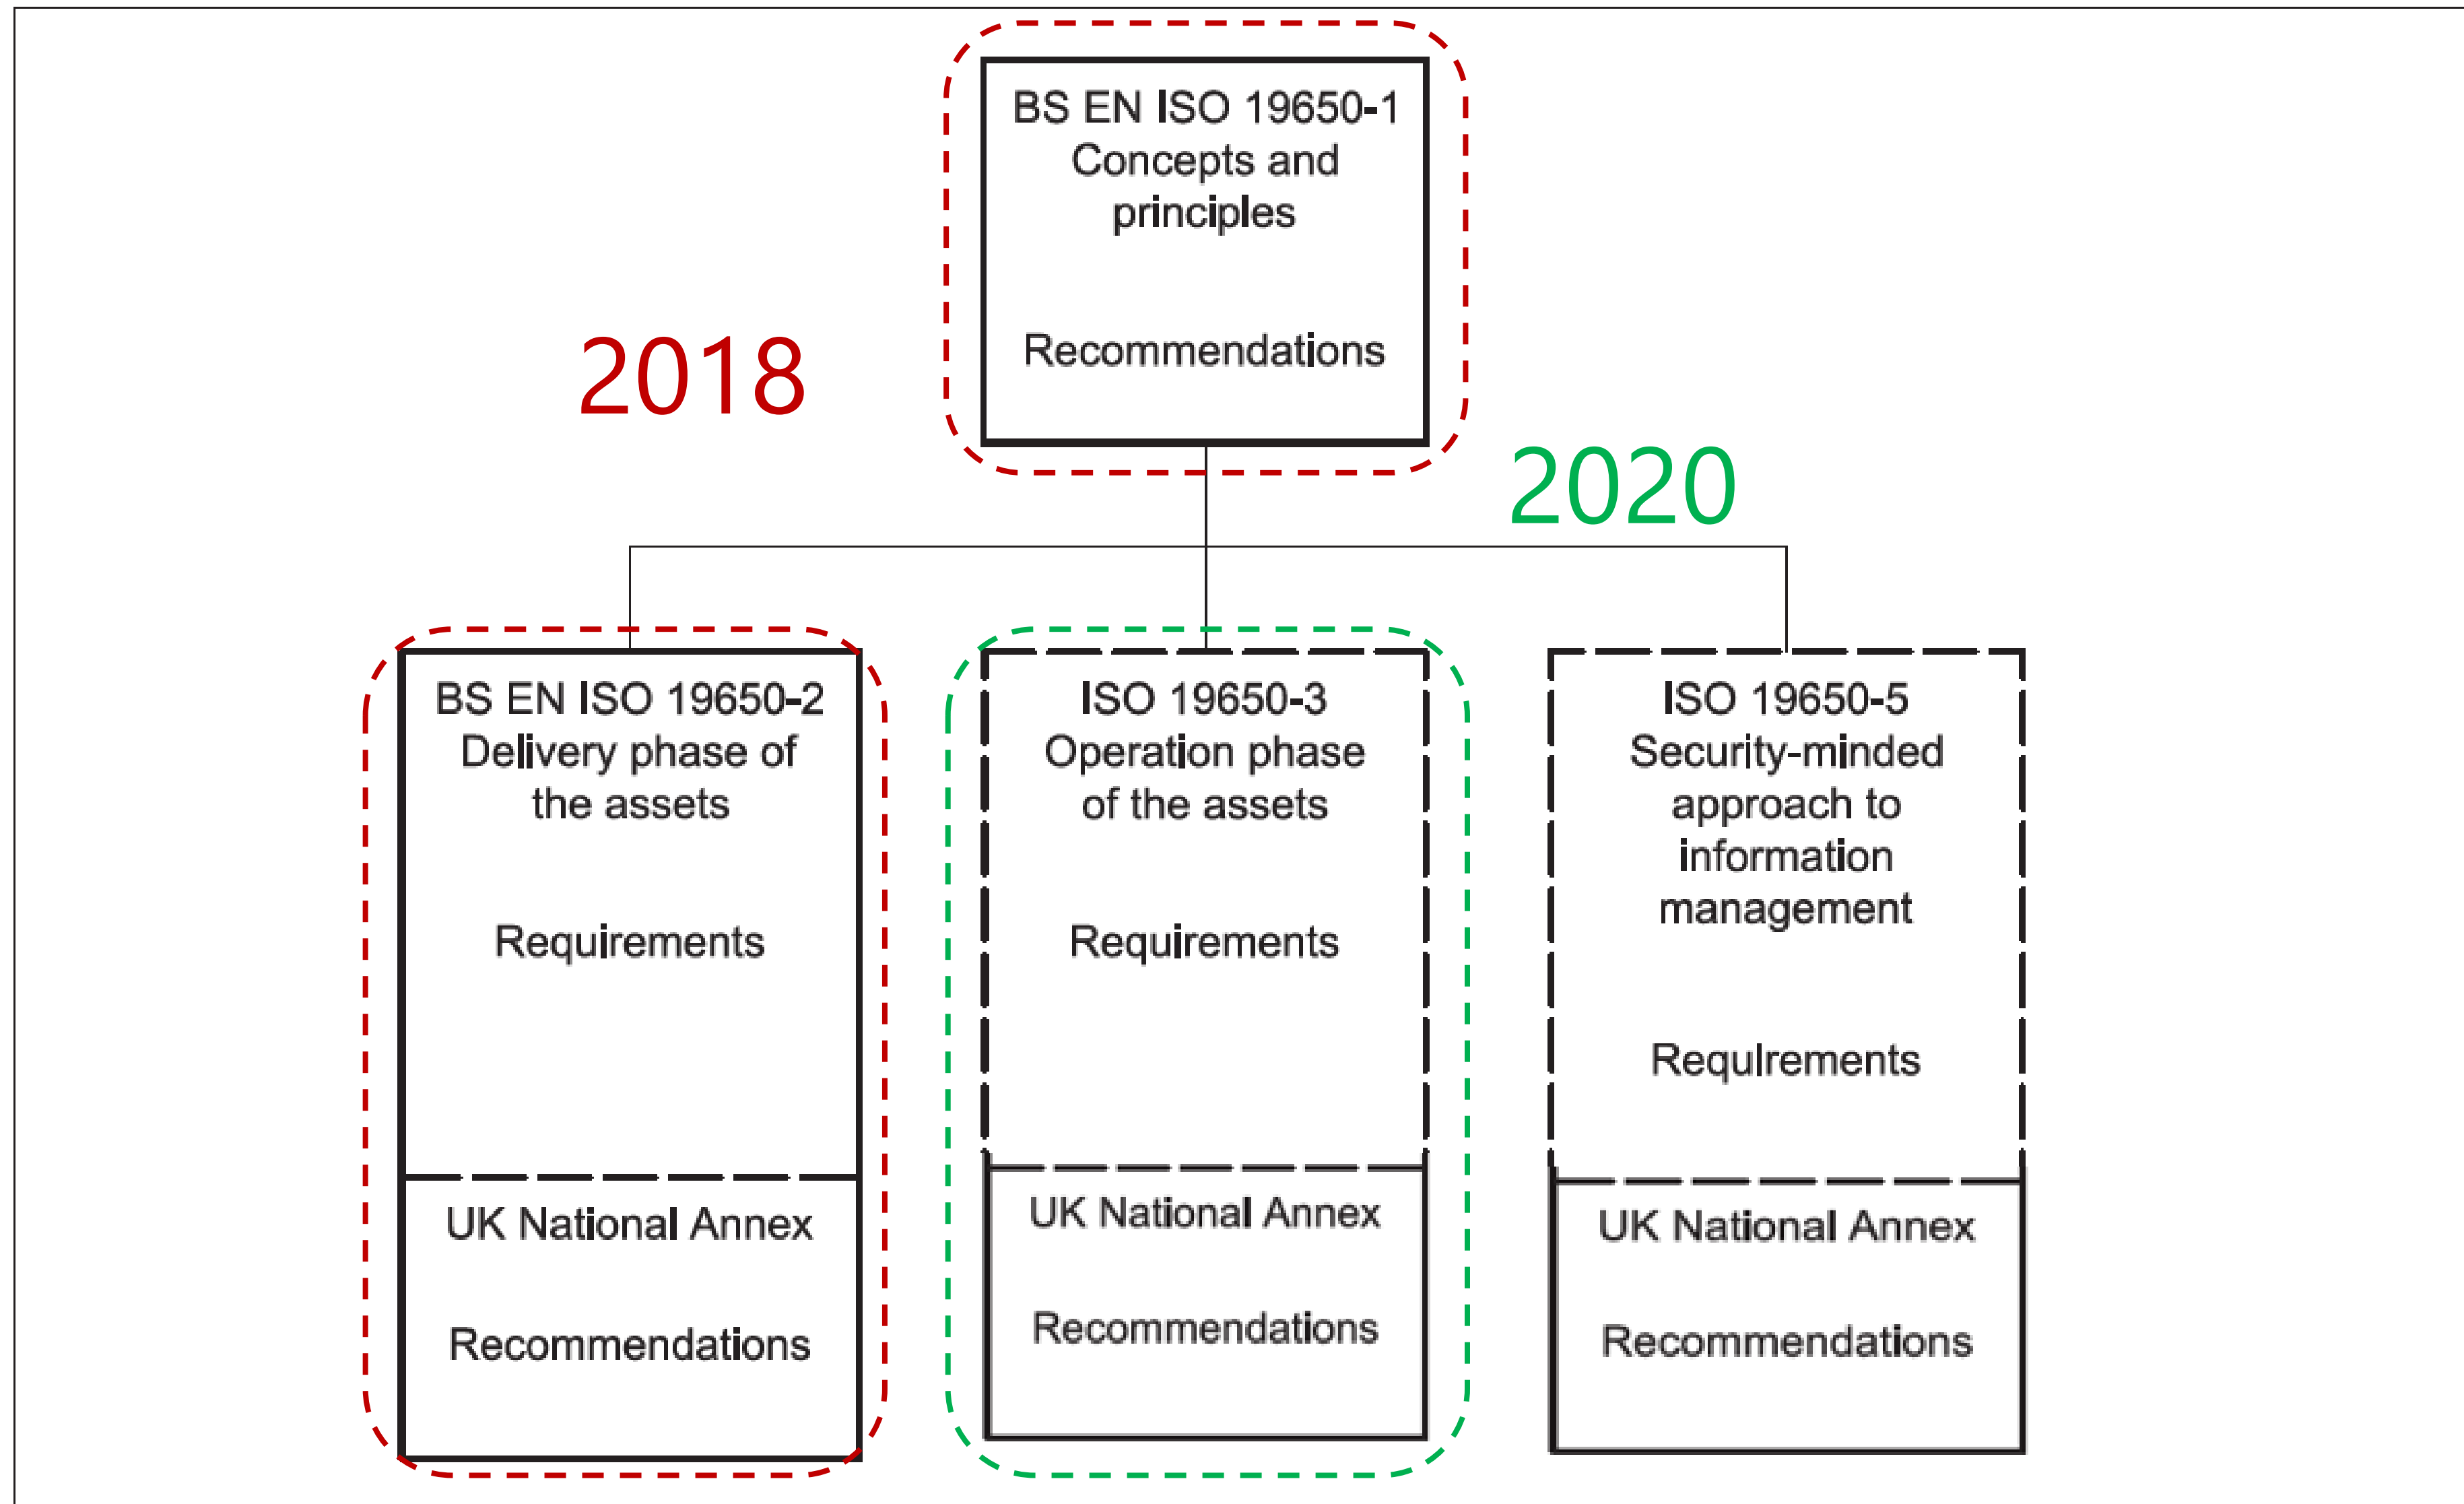 BS EN ISO 19650-1
Concepts and
principles
Recommendations
2018
2020
BS EN ISO 19650-2
Delivery phase of
the assets
Requirements
UK National Annex
Recommendations
ISO 19650-3
Operation phase
of the assets
Requirements
UK National Annex
Recommendations
ISO 19650-5
Security-minded
approach to
information
management
Requirements
UK National Annex
Recommendations